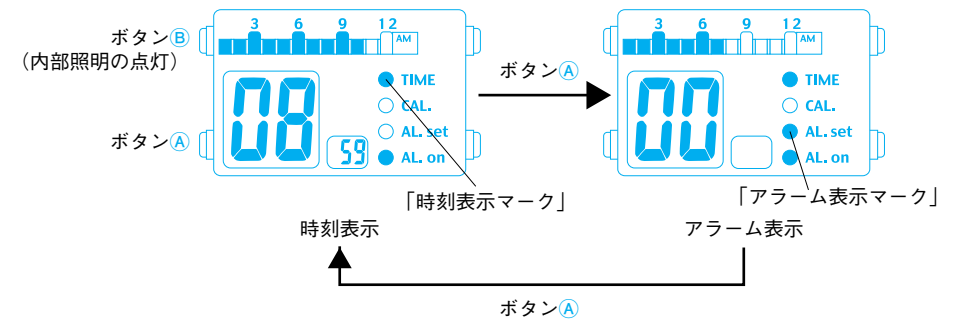 3 6 9 12
AM
ボタンⒷ
(内部照明の点灯)
TIME
CAL.
08
AL. set
ボタンⒶ
59
AL. on
「時刻表示マーク」
時刻表示
ボタンⒶ
3 6 9 12
AM
TIME
CAL.
00
AL. set
AL. on
「アラーム表示マーク」
アラーム表示
ボタンⒶ